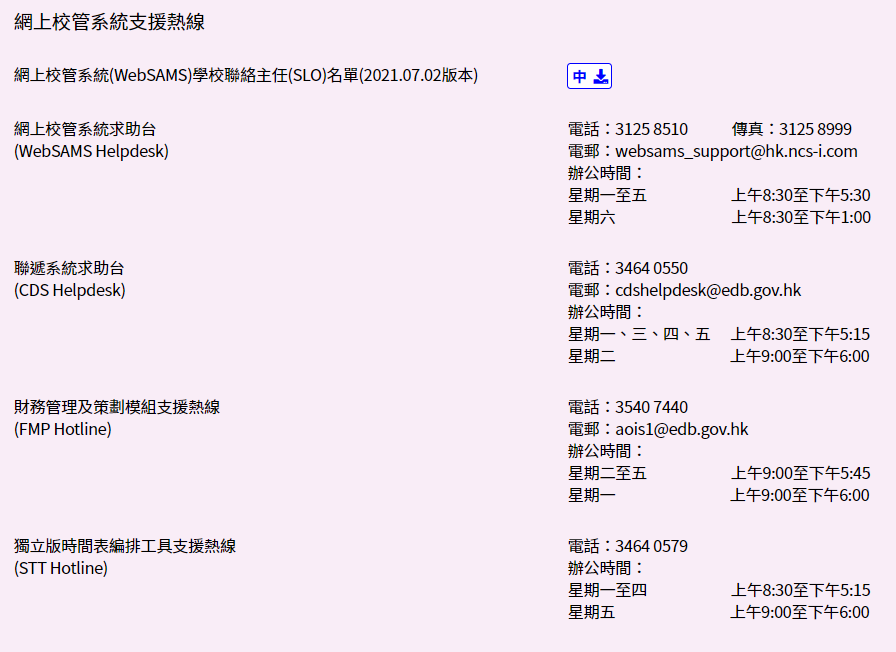 網上校管系統支援熱線
網上校管系統(WebSAMS)學校聯絡主任(SLO)名單(2021.07.02版本) 中
網上校管系統求助台 電話：3125 8510 傳真：3125 8999
(WebSAMS Helpdesk) 電郵：websams_support@hk.ncs-i.com
辦公時間：
星期一至五 上午8:30至下午5:30
星期六 上午8:30至下午1:00
聯遞系統求助台 電話：3464 0550
(CDS Helpdesk) 電郵：cdshelpdesk@edb.gov.hk
辦公時間：
星期一、三、四、五 上午8:30至下午5:15
星期二 上午9:00至下午6:00
財務管理及策劃模組支援熱線 電話：3540 7440
(FMP Hotline) 電郵：aois1@edb.gov.hk
辦公時間：
星期二至五 上午9:00至下午5:45
星期一 上午9:00至下午6:00
獨立版時間表編排工具支援熱線 電話：3464 0579
(STT Hotline) 辦公時間：
星期一至四 上午8:30至下午5:15
星期五 上午9:00至下午6:00